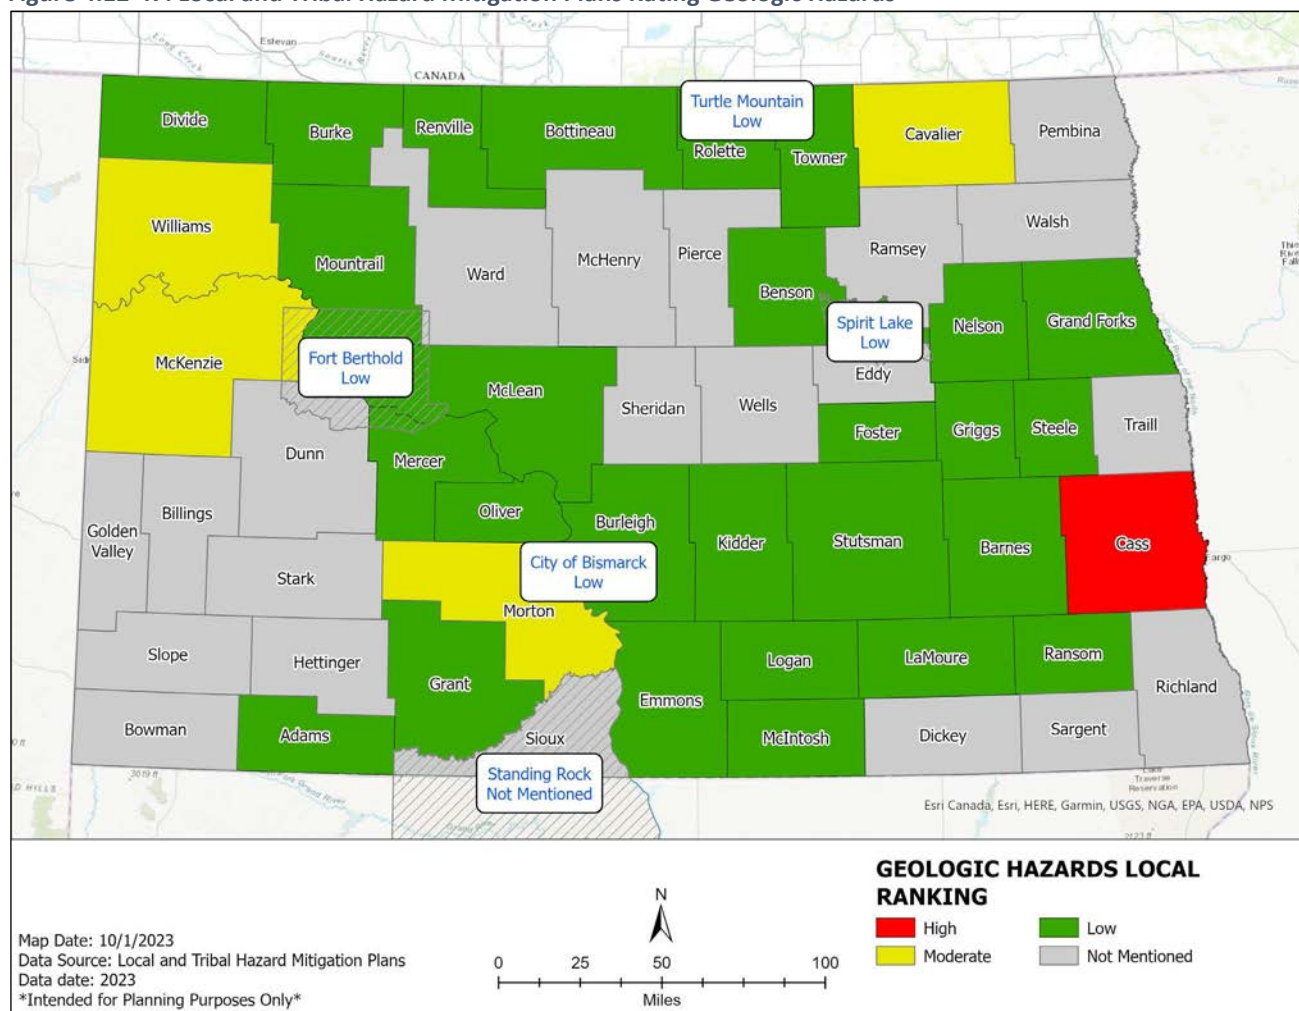 Estevan
CANADA
Divide
Burke
Renville
Bottineau
Turtle Mountain
Low
Rolette
Towner
Cavalier
Pembina
Williams
Mountrail
Ward
McHenry
Pierce
Benson
Ramsey
Walsh
McKenzie
Fort Berthold
Low
Spirit Lake
Low
Nelson
Grand Forks
McLean
Sheridan
Wells
Eddy
Foster
Griggs
Steele
Traill
Dunn
Mercer
Oliver
Golden
Valley
Billings
Stark
Burleigh
Kidder
Stutsman
Barnes
Cass
City of Bismarck
Low
Morton
Slope
Hettinger
Grant
Emmons
Logan
LaMoure
Ransom
Richland
Bowman
Adams
Sioux
McIntosh
Dickey
Sargent
Standing Rock
Not Mentioned
Esri Canada, Esri, HERE, Garmin, USGS, NGA, EPA, USDA, NPS
GEOLOGIC HAZARDS LOCAL
RANKING
High
Low
Moderate
Not Mentioned
N
0 25 50 100
Miles
Map Date: 10/1/2023
Data Source: Local and Tribal Hazard Mitigation Plans
Data date: 2023
*Intended for Planning Purposes Only*